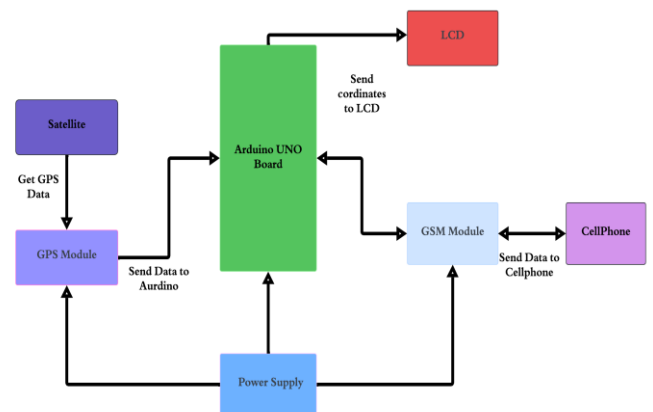 LCD
Send
cordinates
to LCD
Satellite
Arduino UNO
Board
Get GPS
Data
GPS Module
Send Data to
Aurdino
GSM Module
CellPhone
Send Data to
Cellphone
Power Supply